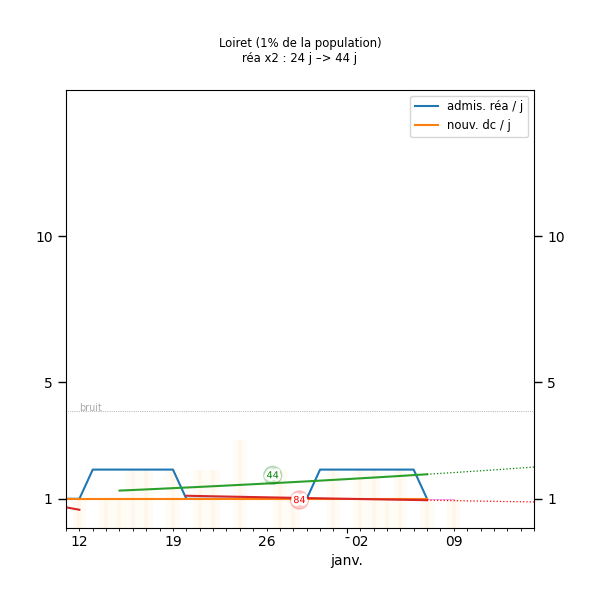 Loiret (1% de la population)
réa x2 : 24 j –> 44 j
admis. réa / j
nouv. dc / j
10
10
5
5
bruit
44
84
1
1
12
19
26
02
09
janv.